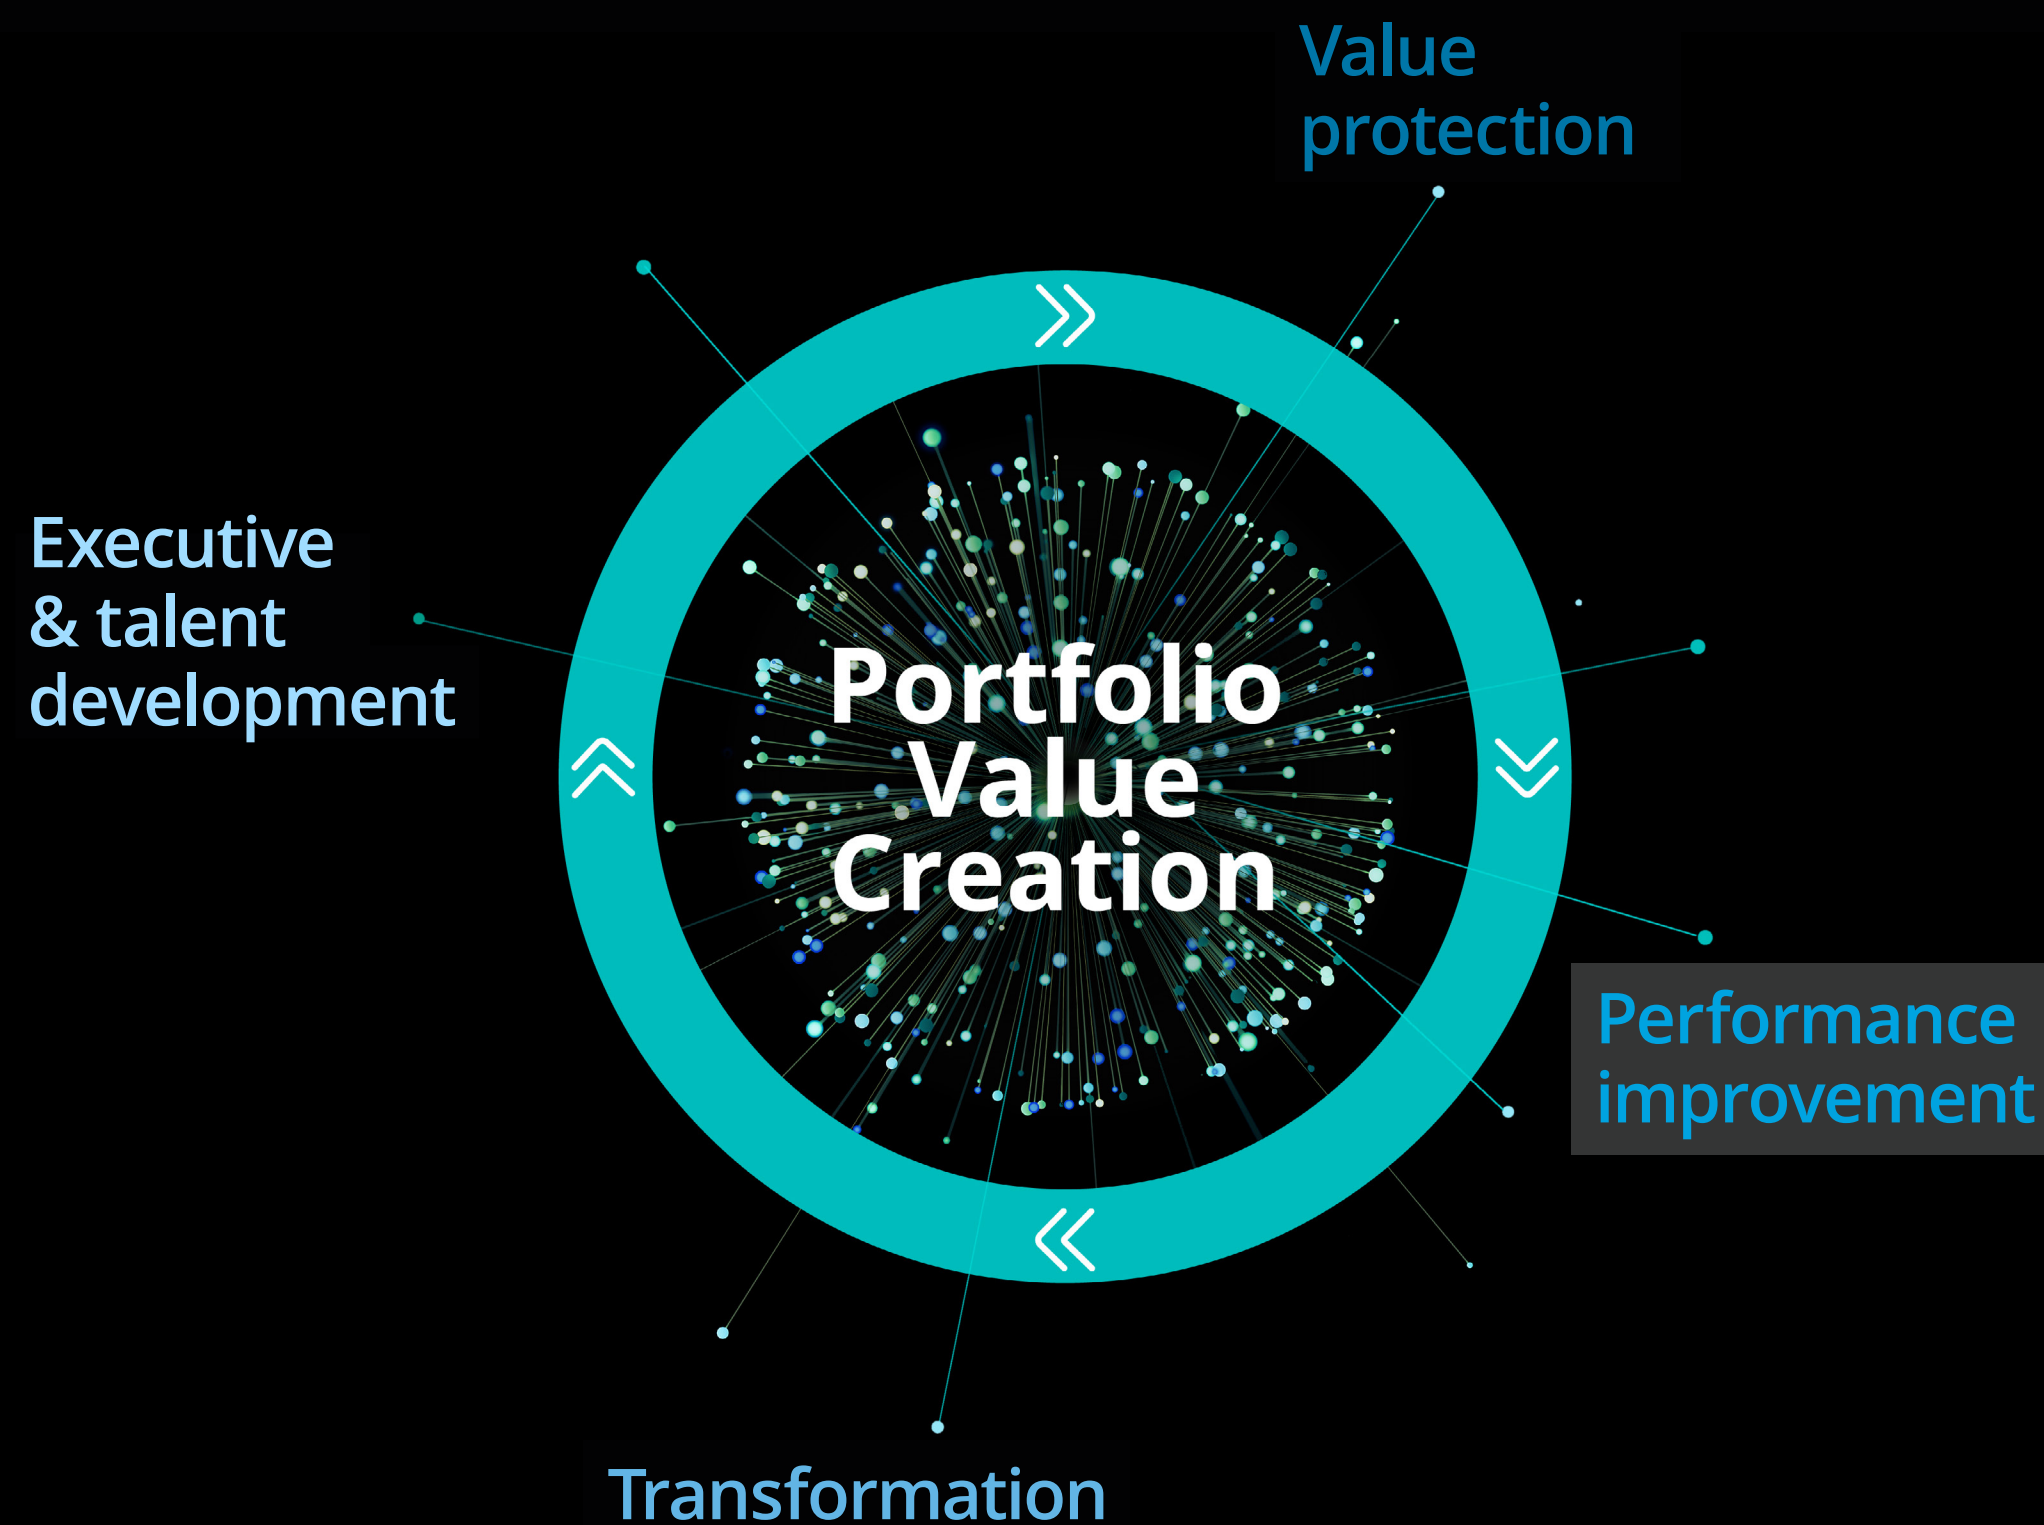 Value
protection
Executive
& talent
development
Portfolio
Value
Creation
Performance
improvement
Transformation